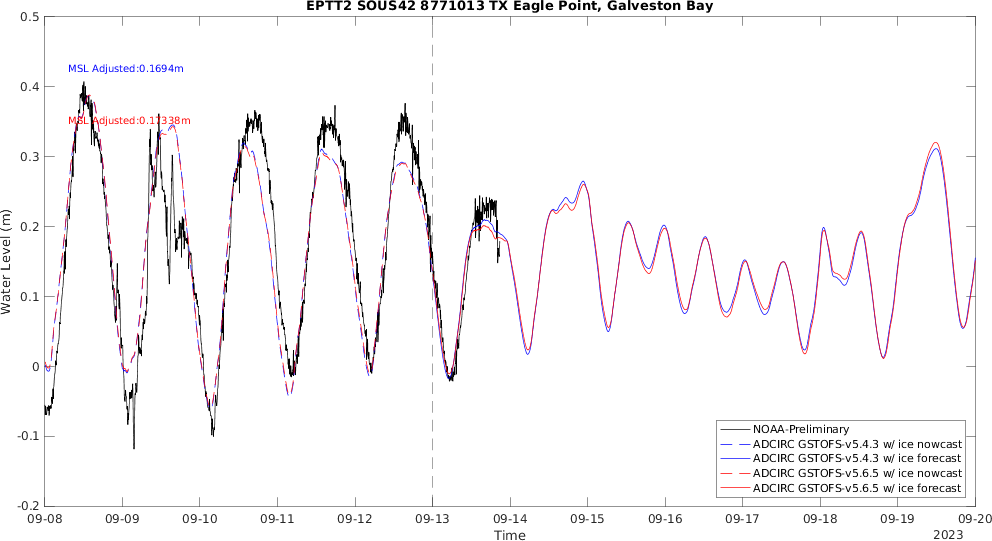 EPTT2 SOUS42 8771013 TX Eagle Point, Galveston Bay
0.5
MSL Adjusted:0.1694m
0.4
MSL Adjusted:0.17338m
0.3
Water Level (m)
0.2
0.1
0
-0.1
-0.2
NOAA-Preliminary
ADCIRC GSTOFS-v5.4.3 w/ ice nowcast
ADCIRC GSTOFS-v5.4.3 w/ ice forecast
ADCIRC GSTOFS-v5.6.5 w/ ice nowcast
ADCIRC GSTOFS-v5.6.5 w/ ice forecast
09-08 09-09 09-10 09-11 09-12 09-13 09-14 09-15 09-16 09-17 09-18 09-19 09-20
Time
2023